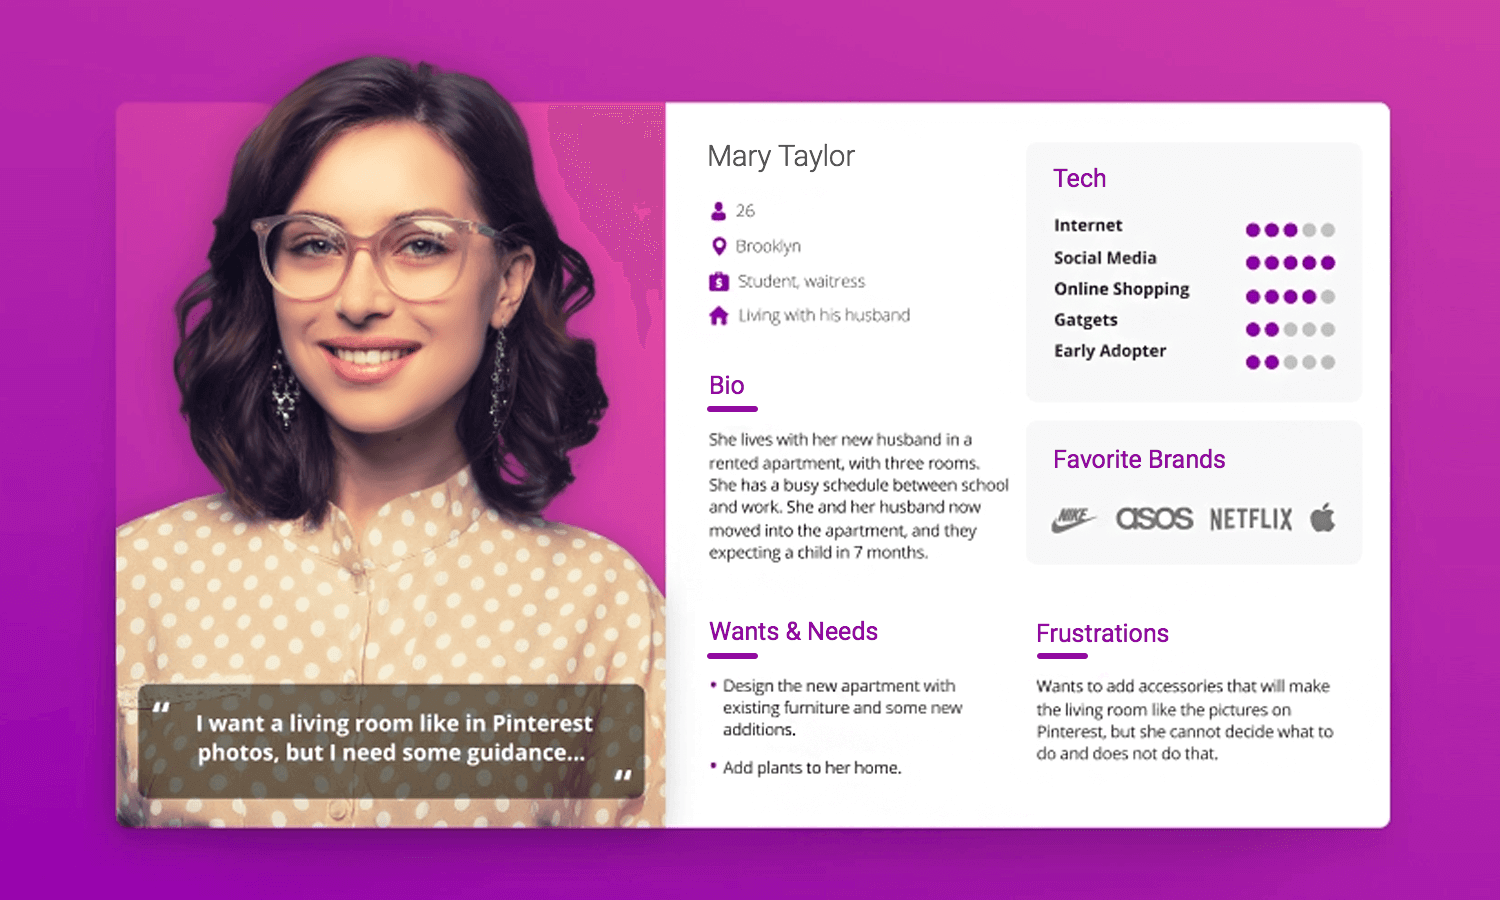 Mary Taylor
26
Brooklyn
Student, waitress
Living with his husband
Bio
She lives with her new husband in a
rented apartment, with three rooms.
She has a busy schedule between school
and work. She and her husband now
moved into the apartment, and they
expecting a child in 7 months.
Wants & Needs
• Design the new apartment with
existing furniture and some new
additions.
• Add plants to her home.
Tech
Internet
Social Media
Online Shopping
Gatgets
Early Adopter
Favorite Brands
NIKE asos NETFLIX
Frustrations
Wants to add accessories that will make
the living room like the pictures on
Pinterest, but she cannot decide what to
do and does not do that.
“ I want a living room like in Pinterest
photos, but I need some guidance... ”